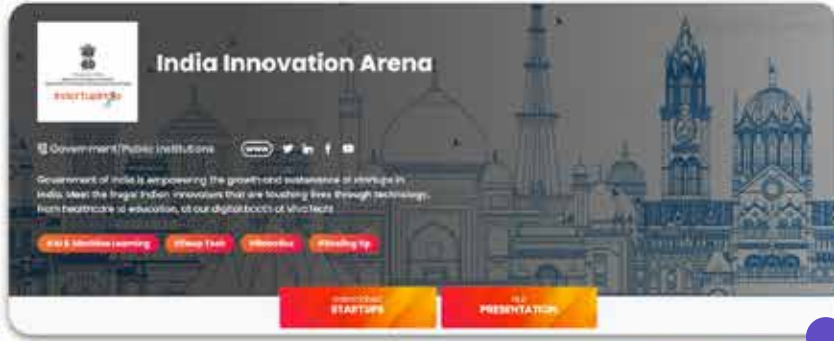 India Innovation Arena
#startupindia
Government/Public Institutions
www
Government of India is empowering the growth and sustenance of startups in
India. Meet the frugal Indian innovators that are touching lives through technology,
from healthcare to education, at our digital booth at Viva Tech!
#AI & Machine Learning #Deep Tech #Robotics #Scaling Up
STARTUPS
PRESENTATION